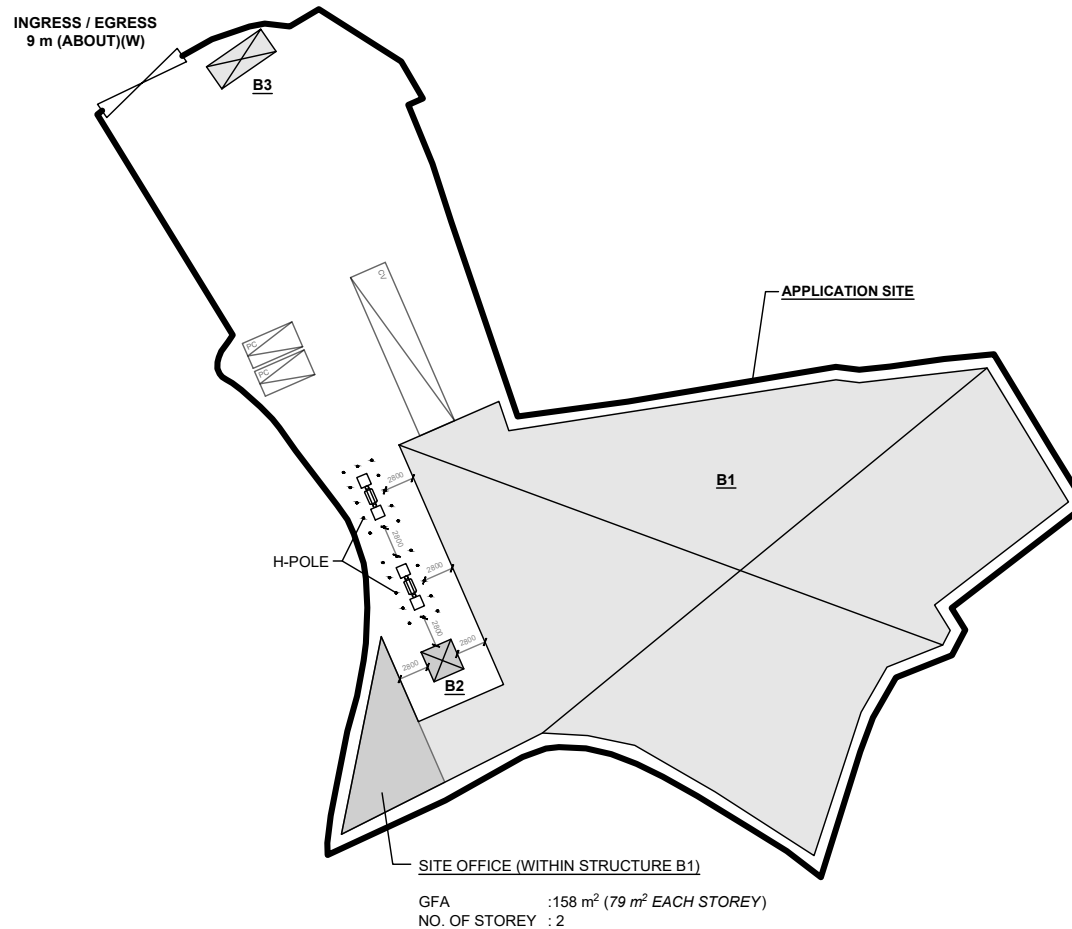 INGRESS / EGRESS
9 m (ABOUT)(W)
B3
CV
APPLICATION SITE
PC
PC
B1
2800
2800
H-POLE
2800
2800
2800
2800
B2
SITE OFFICE (WITHIN STRUCTURE B1)
GFA :158 m² (79 m² EACH STOREY)
NO. OF STOREY : 2